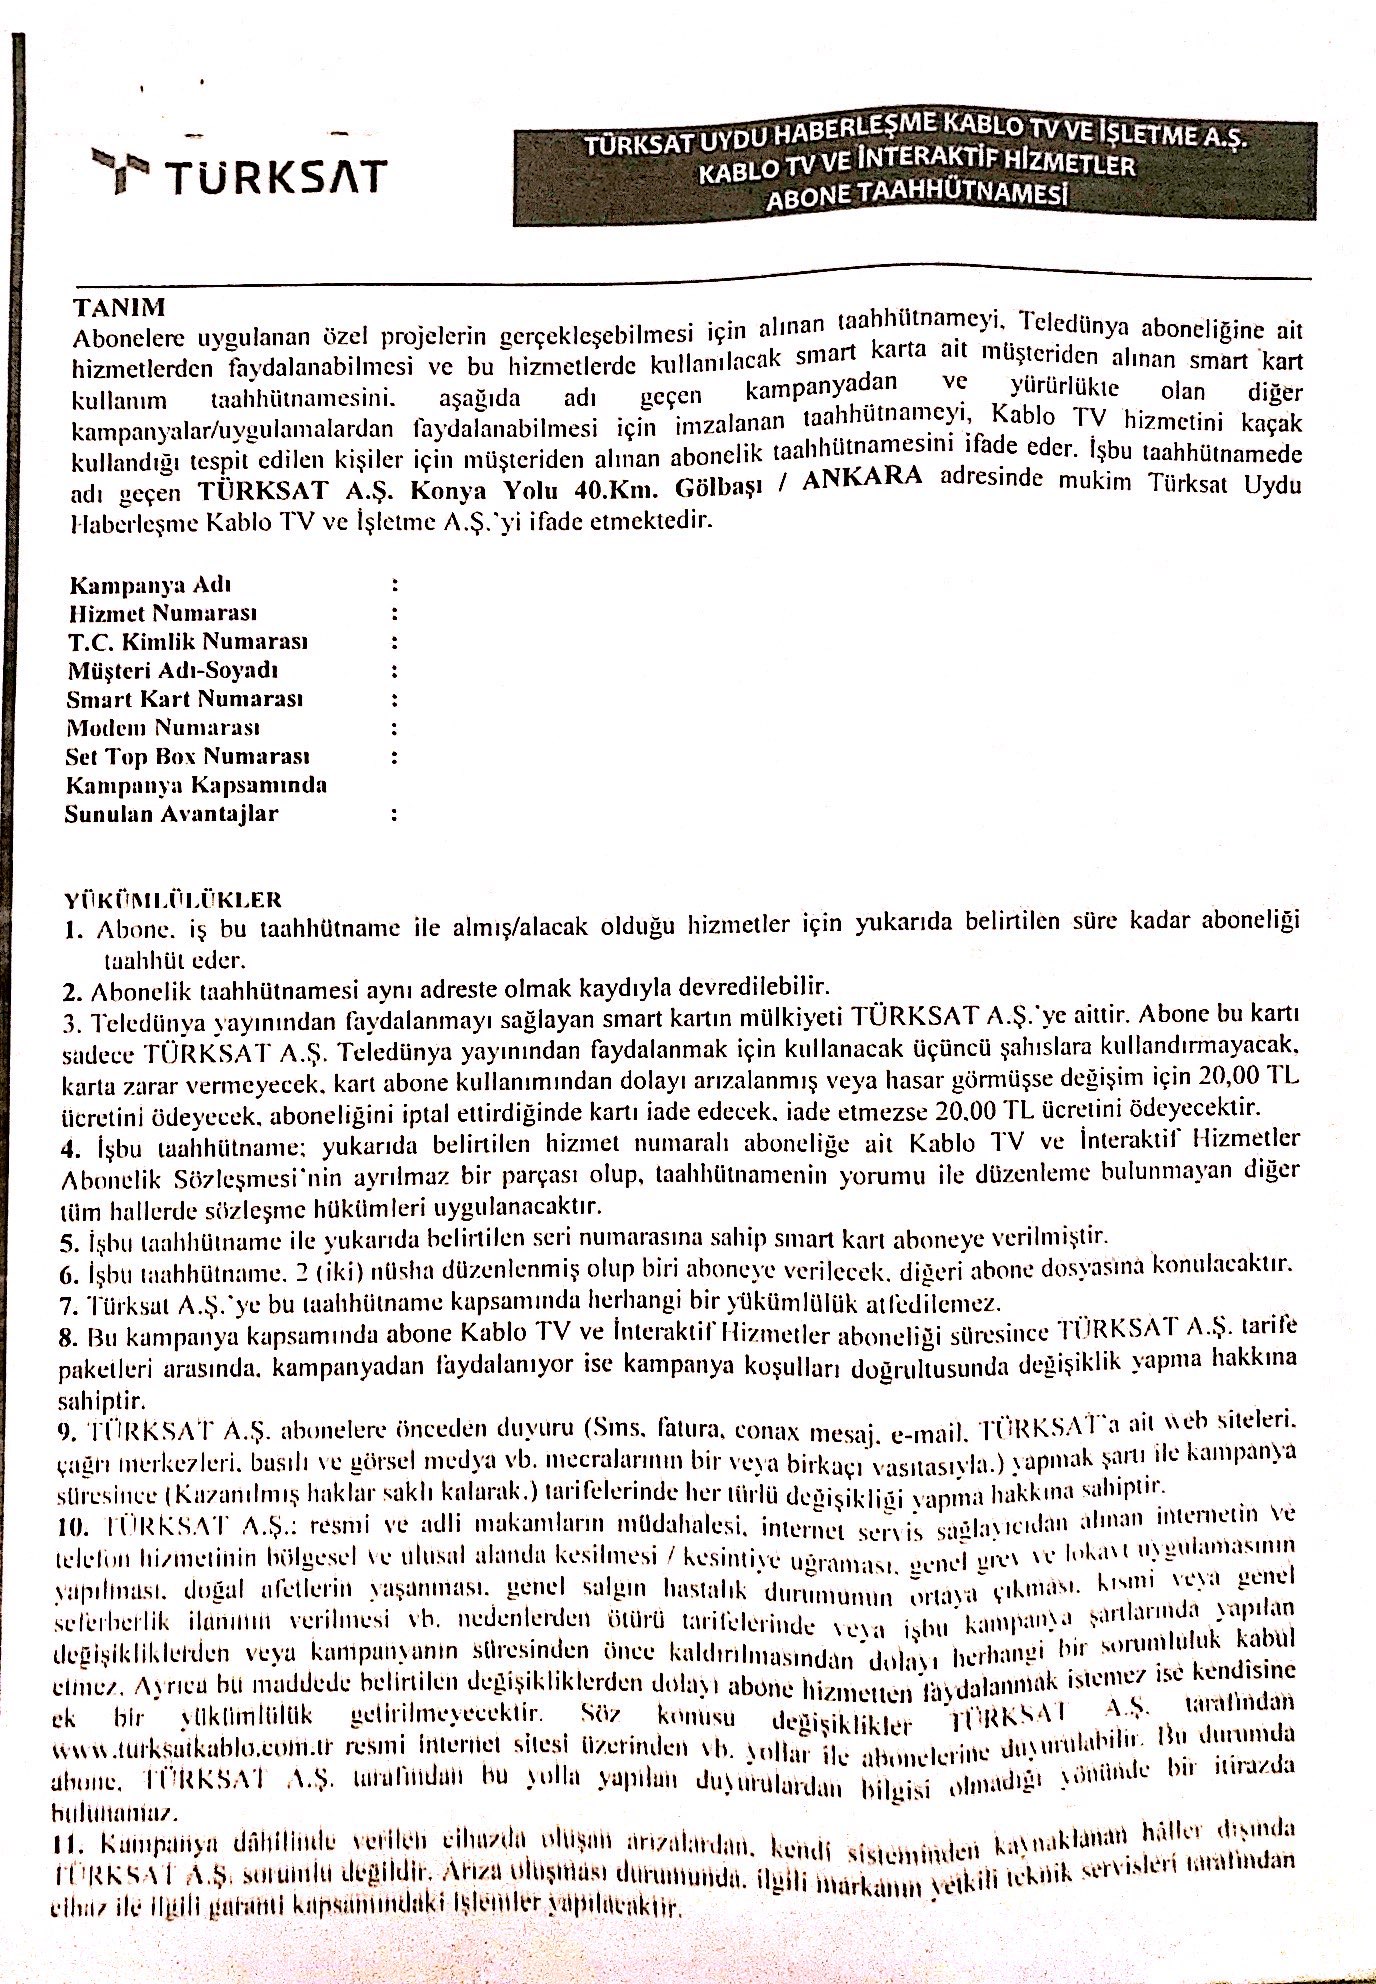 TÜRKSAT
TÜRKSAT UYDU HABERLEŞME KABLO TV VE İŞLETME A.Ş.
KABLO TV VE İNTERAKTİF HİZMETLER
ABONE TAAHHÜTNAMESİ
TANIM
Abonelere uygulanan özel projelerin gerçekleşebilmesi için alınan taahhütnameyi, Teledünya aboneliğine ait
hizmetlerden faydalanabilmesi ve bu hizmetlerde kullanılacak smart karta ait müşteriden alınan smart kart
kullanım taahhütnamesini, aşağıda adı geçen kampanyadan ve yürürlükte olan diğer
kampanyalar/uygulamalardan faydalanabilmesi için imzalanan taahhütnameyi, Kablo TV hizmetini kaçak
kullandığı tespit edilen kişiler için müşteriden alınan abonelik taahhütnamesini ifade eder. İşbu taahhütnamede
adı geçen TÜRKSAT A.Ş. Konya Yolu 40.Km. Gölbaşı / ANKARA adresinde mukim Türksat Uydu
Haberleşme Kablo TV ve İşletme A.Ş.'yi ifade etmektedir.
Kampanya Adı :
Hizmet Numarası :
T.C. Kimlik Numarası :
Müşteri Adı-Soyadı :
Smart Kart Numarası :
Modem Numarası :
Set Top Box Numarası :
Kampanya Kapsamında
Sunulan Avantajlar :
YÜKÜMLÜLÜKLER
1. Abone, iş bu taahhütname ile almış/alacak olduğu hizmetler için yukarıda belirtilen süre kadar aboneliği
taahhüt eder.
2. Abonelik taahhütnamesi aynı adreste olmak kaydıyla devredilebilir.
3. Teledünya yayınından faydalanmayı sağlayan smart kartın mülkiyeti TÜRKSAT A.Ş.'ye aittir. Abone bu kartı
sadece TÜRKSAT A.Ş. Teledünya yayınından faydalanmak için kullanacak üçüncü şahıslara kullandırmayacak,
karta zarar vermeyecek, kart abone kullanımından dolayı arızalanmış veya hasar görmüşse değişim için 20,00 TL
ücretini ödeyecek, aboneliğini iptal ettirdiğinde kartı iade edecek, iade etmezse 20,00 TL ücretini ödeyecektir.
4. İşbu taahhütname; yukarıda belirtilen hizmet numaralı aboneliğe ait Kablo TV ve İnteraktif Hizmetler
Abonelik Sözleşmesi'nin ayrılmaz bir parçası olup, taahhütnamenin yorumu ile düzenleme bulunmayan diğer
tüm hallerde sözleşme hükümleri uygulanacaktır.
5. İşbu taahhütname ile yukarıda belirtilen seri numarasına sahip smart kart aboneye verilmiştir.
6. İşbu taahhütname, 2 (iki) nüsha düzenlenmiş olup biri aboneye verilecek, diğeri abone dosyasına konulacaktır.
7. Türksat A.Ş.'ye bu taahhütname kapsamında herhangi bir yükümlülük atfedilemez.
8. Bu kampanya kapsamında abone Kablo TV ve İnteraktif Hizmetler aboneliği süresince TÜRKSAT A.Ş. tarife
paketleri arasında, kampanyadan faydalanıyor ise kampanya koşulları doğrultusunda değişiklik yapma hakkına
sahiptir.
9. TÜRKSAT A.Ş. abonelere önceden duyuru (Sms, fatura, conax mesaj, e-mail, TÜRKSAT'a ait web siteleri,
çağrı merkezleri, basılı ve görsel medya vb. mecralarının bir veya birkaçı vasıtasıyla.) yapmak şartı ile kampanya
süresince (Kazanılmış haklar saklı kalarak.) tarifelerinde her türlü değişikliği yapma hakkına sahiptir.
10. TÜRKSAT A.Ş.; resmi ve adli makamların müdahalesi, internet servis sağlayıcıdan alınan internetin ve
telefon hizmetinin bölgesel ve ulusal alanda kesilmesi / kesintiye uğraması, genel grev ve lokavt uygulamasının
yapılması, doğal afetlerin yaşanması, genel salgın hastalık durumunun ortaya çıkması, kısmi veya genel
seferberlik ilanının verilmesi vb. nedenlerden ötürü tarifelerinde veya işbu kampanya şartlarında yapılan
değişikliklerden veya kampanyanın süresinden önce kaldırılmasından dolayı herhangi bir sorumluluk kabul
etmez. Ayrıca bu maddede belirtilen değişikliklerden dolayı abone hizmetten faydalanmak istemez ise kendisine
ek bir yükümlülük getirilmeyecektir. Söz konusu değişiklikler TÜRKSAT A.Ş. tarafından
www.turksatkablo.com.tr resmi internet sitesi üzerinden vb. yollar ile abonelerine duyurulabilir. Bu durumda
abone, TÜRKSAT A.Ş. tarafından bu yolla yapılan duyurulardan bilgisi olmadığı yönünde bir itirazda
bulunamaz.
11. Kampanya dâhilinde verilen cihazda oluşan arızalardan, kendi sisteminden kaynaklanan hâller dışında
TÜRKSAT A.Ş. sorumlu değildir. Arıza oluşması durumunda, ilgili markanın yetkili teknik servisleri tarafından
cihaz ile ilgili garanti kapsamındaki işlemler yapılacaktır.